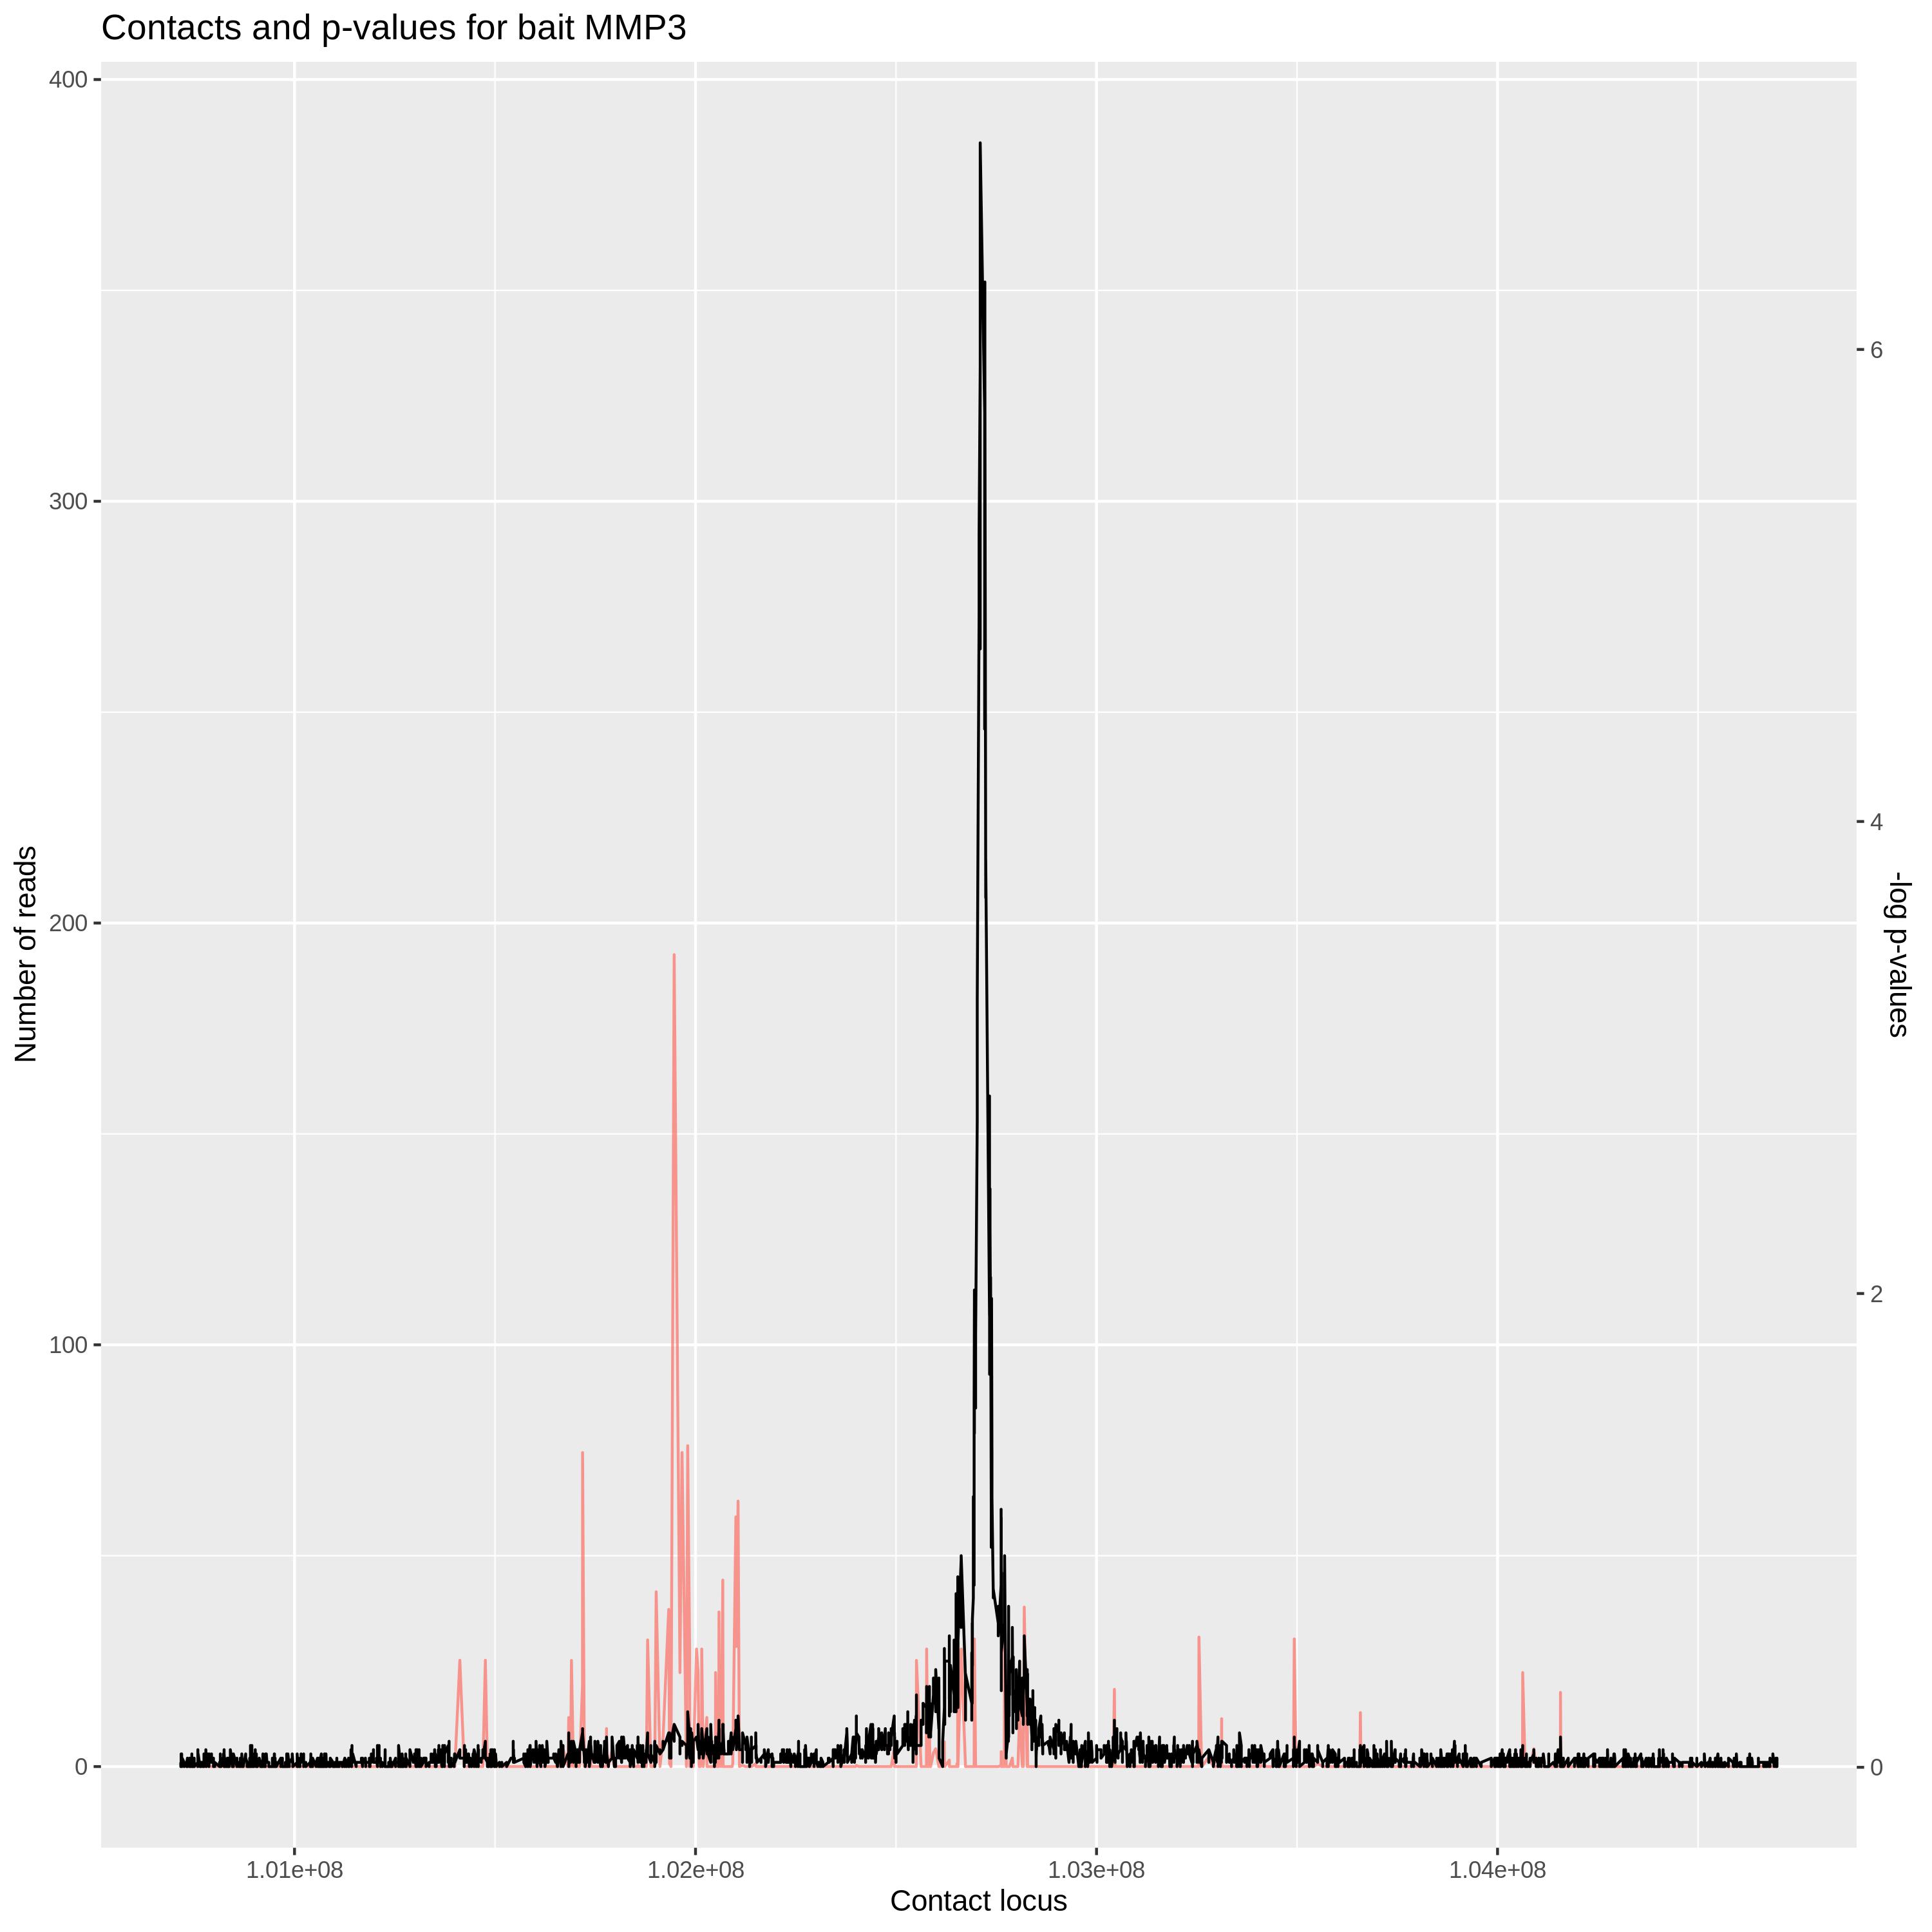 Contacts and p-values for bait MMP3
400
300
200
100
0
Number of reads
6
4
2
0
-log p-values
1.01e+08 1.02e+08 1.03e+08 1.04e+08
Contact locus